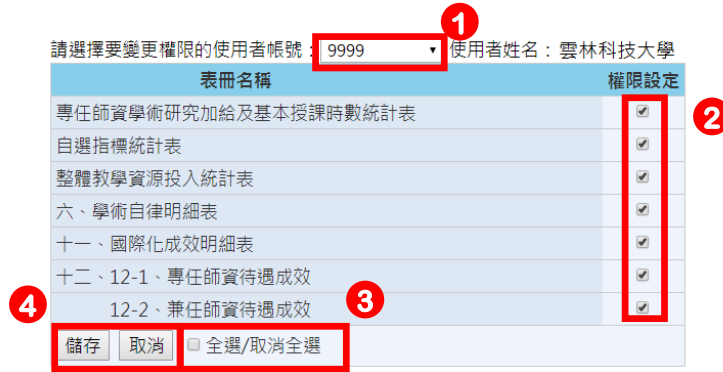 1
請選擇要變更權限的使用者帳號：9999 使用者姓名：雲林科技大學
表冊名稱 權限設定
2
專任師資學術研究加給及基本授課時數統計表
自選指標統計表
整體教學資源投入統計表
六、學術自律明細表
十一、國際化成效明細表
十二、12-1、專任師資待遇成效
4
12-2、兼任師資待遇成效
3
儲存 取消 全選/取消全選